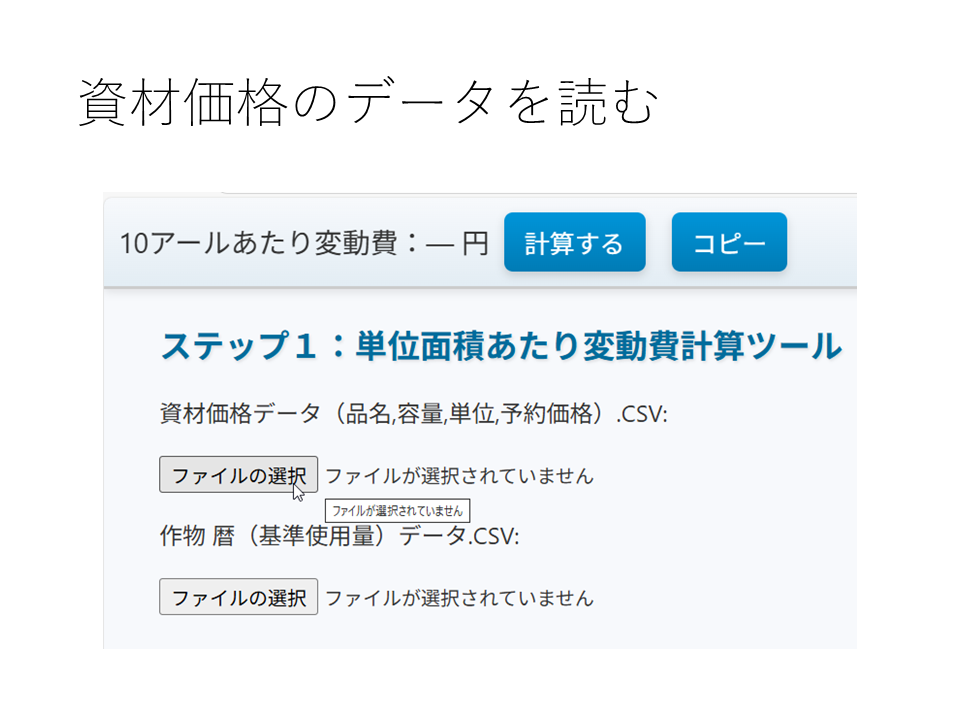 資材価格のデータを読む
10アールあたり変動費：— 円 計算する コピー
ステップ１：単位面積あたり変動費計算ツール
資材価格データ（品名,容量,単位,予約価格）.CSV:
ファイルの選択 ファイルが選択されていません
ファイルが選択されていません
作物 暦（基準使用量）データ.CSV:
ファイルの選択 ファイルが選択されていません